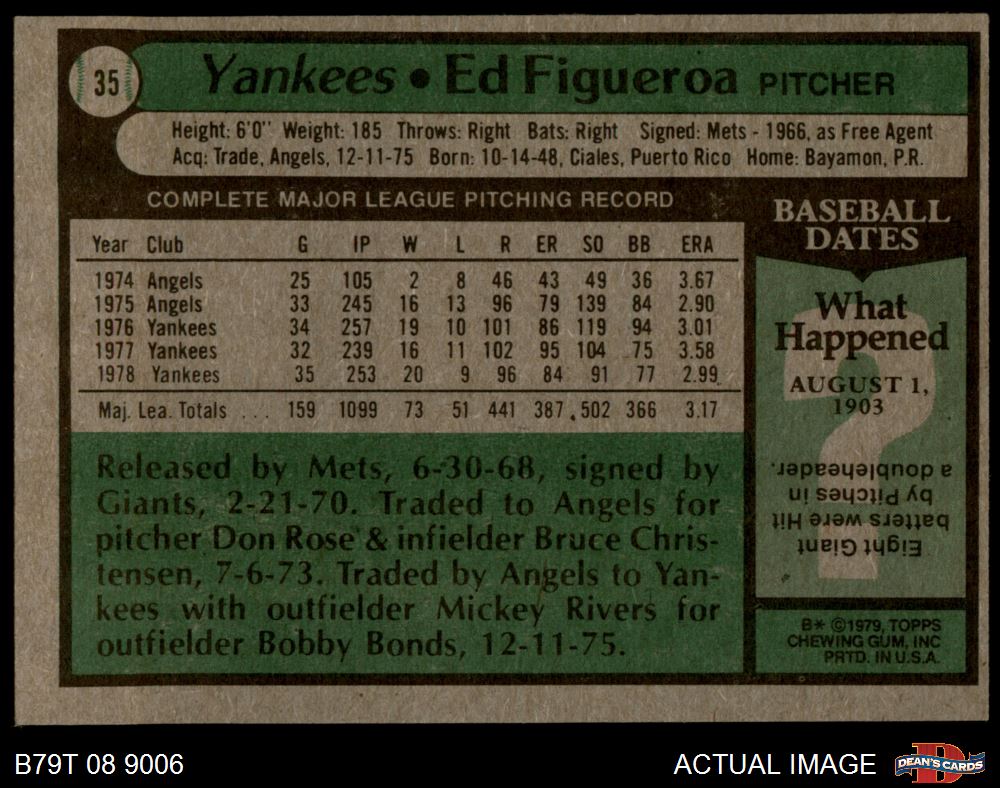 35
Yankees • Ed Figueroa PITCHER
Height: 6'0" Weight: 185 Throws: Right Bats: Right Signed: Mets - 1966, as Free Agent
Acq: Trade, Angels, 12-11-75 Born: 10-14-48, Ciales, Puerto Rico Home: Bayamon, P.R.
COMPLETE MAJOR LEAGUE PITCHING RECORD
Year Club G IP W L R ER SO BB ERA
1974 Angels 25 105 2 8 46 43 49 36 3.67
1975 Angels 33 245 16 13 96 79 139 84 2.90
1976 Yankees 34 257 19 10 101 86 119 94 3.01
1977 Yankees 32 239 16 11 102 95 104 75 3.58
1978 Yankees 35 253 20 9 96 84 91 77 2.99
Maj. Lea. Totals ... 159 1099 73 51 441 387 502 366 3.17
Released by Mets, 6-30-68, signed by
Giants, 2-21-70. Traded to Angels for
pitcher Don Rose & infielder Bruce Chris-
tensen, 7-6-73. Traded by Angels to Yan-
kees with outfielder Mickey Rivers for
outfielder Bobby Bonds, 12-11-75.
BASEBALL
DATES
What
Happened
AUGUST 1,
1903
?
Eight Giant
batters were Hit
by Pitches in
a doubleheader.
B* ©1979, TOPPS
CHEWING GUM, INC
PRTD. IN U.S.A.
B79T 08 9006
ACTUAL IMAGE
D
DEAN'S CARDS